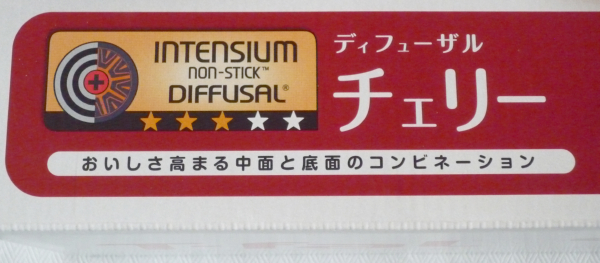 INTENSIUM
NON-STICK™
DIFFUSAL®
ディフューザル
チェリー
おいしさ高まる中面と底面のコンビネーション